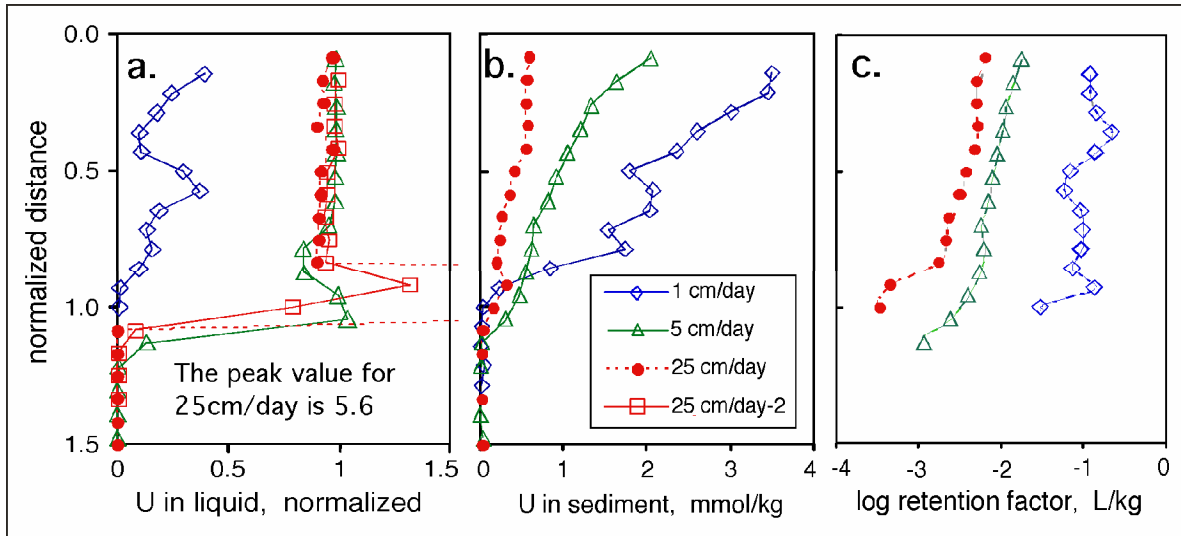 a.
b.
c.
0.0
0.5
1.0
1.5
normalized distance
The peak value for
25cm/day is 5.6
1 cm/day
5 cm/day
25 cm/day
25 cm/day-2
0 0.5 1 1.5
0 1 2 3 4
-4 -3 -2 -1 0
U in liquid, normalized
U in sediment, mmol/kg
log retention factor, L/kg